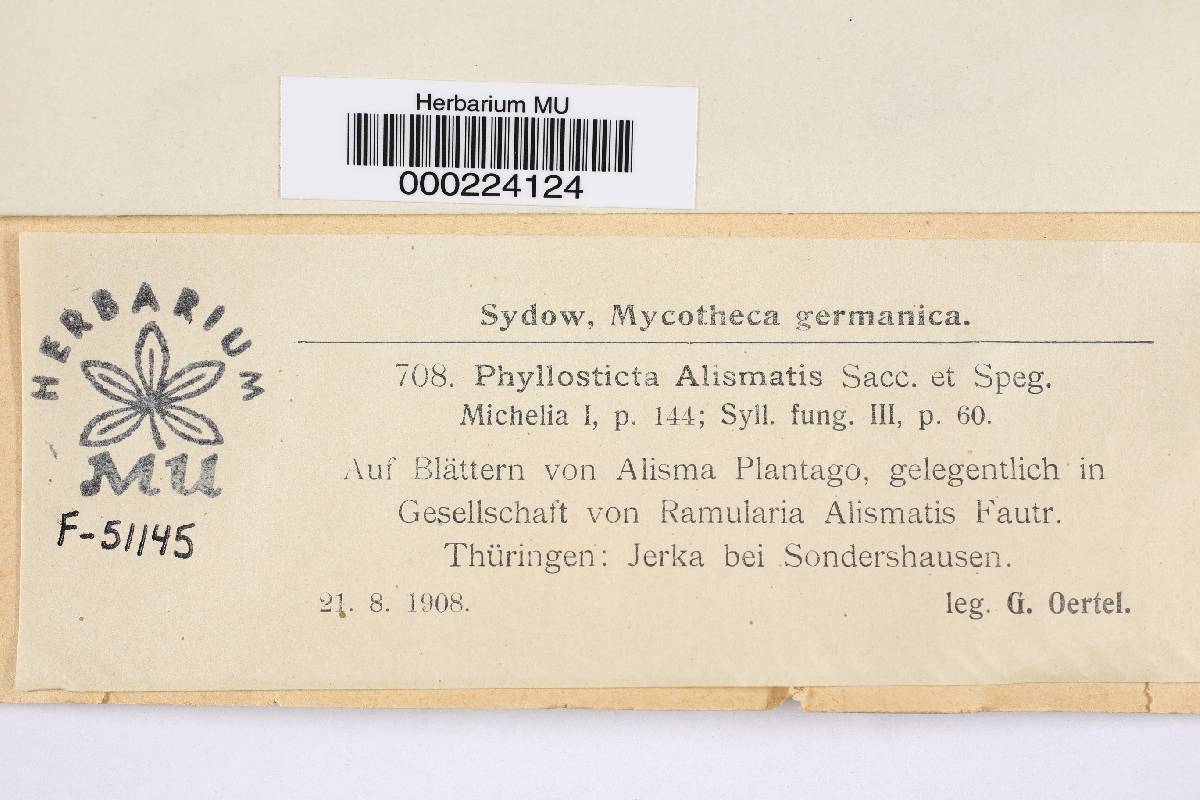 Herbarium MU
000224124
HERBARIUM
MU
F-51145
Sydow, Mycotheca germanica.
708. Phyllosticta Alismatis Sacc. et Speg.
Michelia I, p. 144; Syll. fung. III, p. 60.
Auf Blättern von Alisma Plantago, gelegentlich in
Gesellschaft von Ramularia Alismatis Fautr.
Thüringen: Jerka bei Sondershausen.
21. 8. 1908.
leg. G. Oertel.